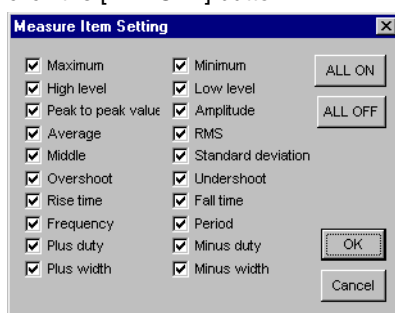 Measure Item Setting
Maximum Minimum ALL ON
High level Low level
Peak to peak value Amplitude ALL OFF
Average RMS
Middle Standard deviation
Overshoot Undershoot
Rise time Fall time
Frequency Period
Plus duty Minus duty OK
Plus width Minus width
Cancel